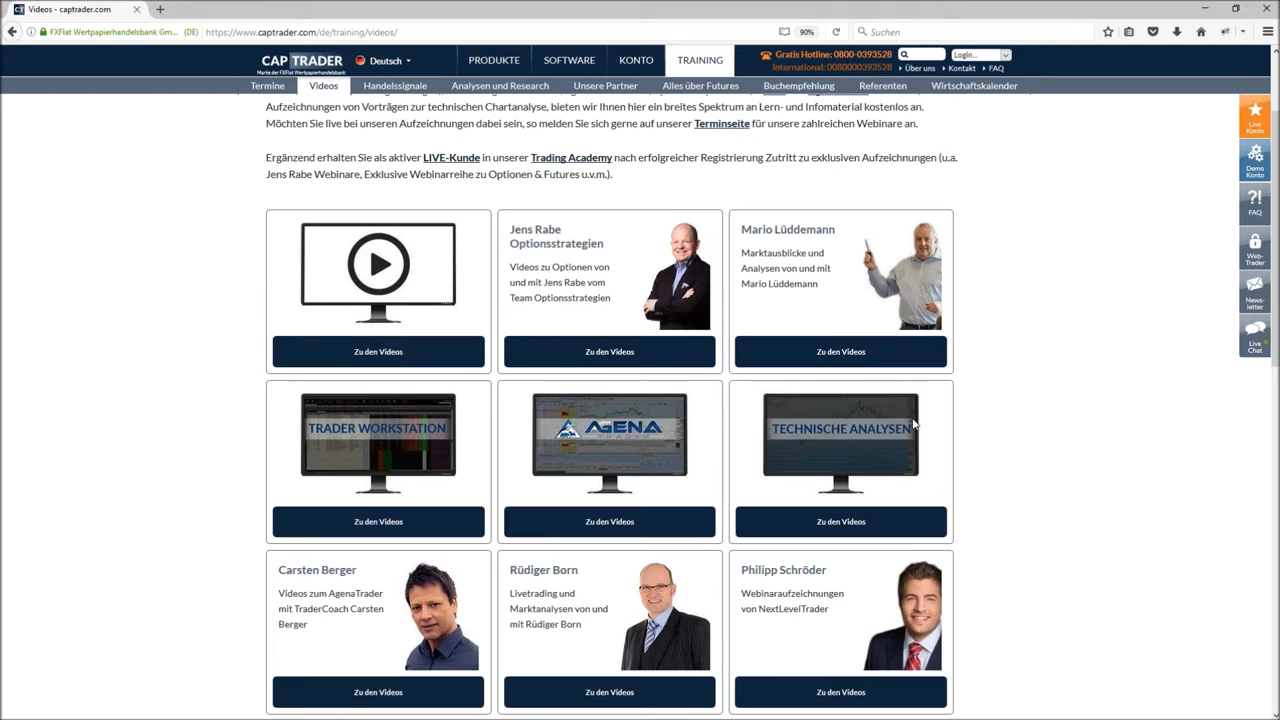 Videos - captrader.com
FXFlat Wertpapierhandelsbank Gm... (DE)
https://www.captrader.com/de/training/videos/
90%
Suchen
CAPTRADER
Marke der FXFlat Wertpapierhandelsbank
Deutsch
PRODUKTE
SOFTWARE
KONTO
TRAINING
Gratis Hotline: 0800-0393528
International: 0080000393528
Login...
Über uns
Kontakt
FAQ
Termine
Videos
Handelssignale
Analysen und Research
Unsere Partner
Alles über Futures
Buchempfehlung
Referenten
Wirtschaftskalender
Aufzeichnungen von Vorträgen zur technischen Chartanalyse, bieten wir Ihnen hier ein breites Spektrum an Lern- und Infomaterial kostenlos an.
Möchten Sie live bei unseren Aufzeichnungen dabei sein, so melden Sie sich gerne auf unserer Terminseite für unsere zahlreichen Webinare an.
Ergänzend erhalten Sie als aktiver LIVE-Kunde in unserer Trading Academy nach erfolgreicher Registrierung Zutritt zu exklusiven Aufzeichnungen (u.a.
Jens Rabe Webinare, Exklusive Webinarreihe zu Optionen & Futures u.v.m.).
Live
Konto
Demo
Konto
?!
FAQ
Web-
Trader
News-
letter
Live
Chat
Zu den Videos
Jens Rabe
Optionsstrategien
Videos zu Optionen von
und mit Jens Rabe vom
Team Optionsstrategien
Zu den Videos
Mario Lüddemann
Marktausblicke und
Analysen von und mit
Mario Lüddemann
Zu den Videos
TRADER WORKSTATION
Zu den Videos
AGENA
TRADER
Zu den Videos
TECHNISCHE ANALYSEN
Zu den Videos
Carsten Berger
Videos zum AgenaTrader
mit TraderCoach Carsten
Berger
Zu den Videos
Rüdiger Born
Livetrading und
Marktanalysen von und
mit Rüdiger Born
Zu den Videos
Philipp Schröder
Webinaraufzeichnungen
von NextLevelTrader
Zu den Videos